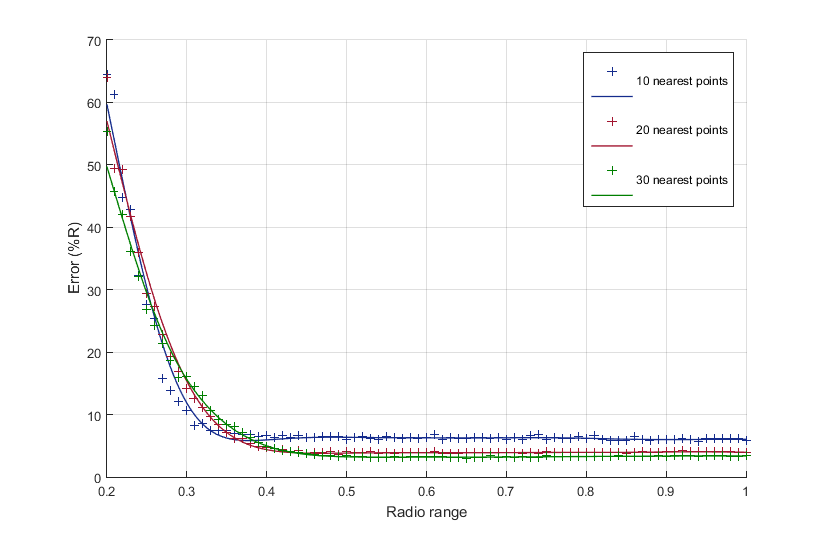 70
60
50
40
30
20
10
0
0.2 0.3 0.4 0.5 0.6 0.7 0.8 0.9 1
Radio range
Error (%R)
10 nearest points
20 nearest points
30 nearest points